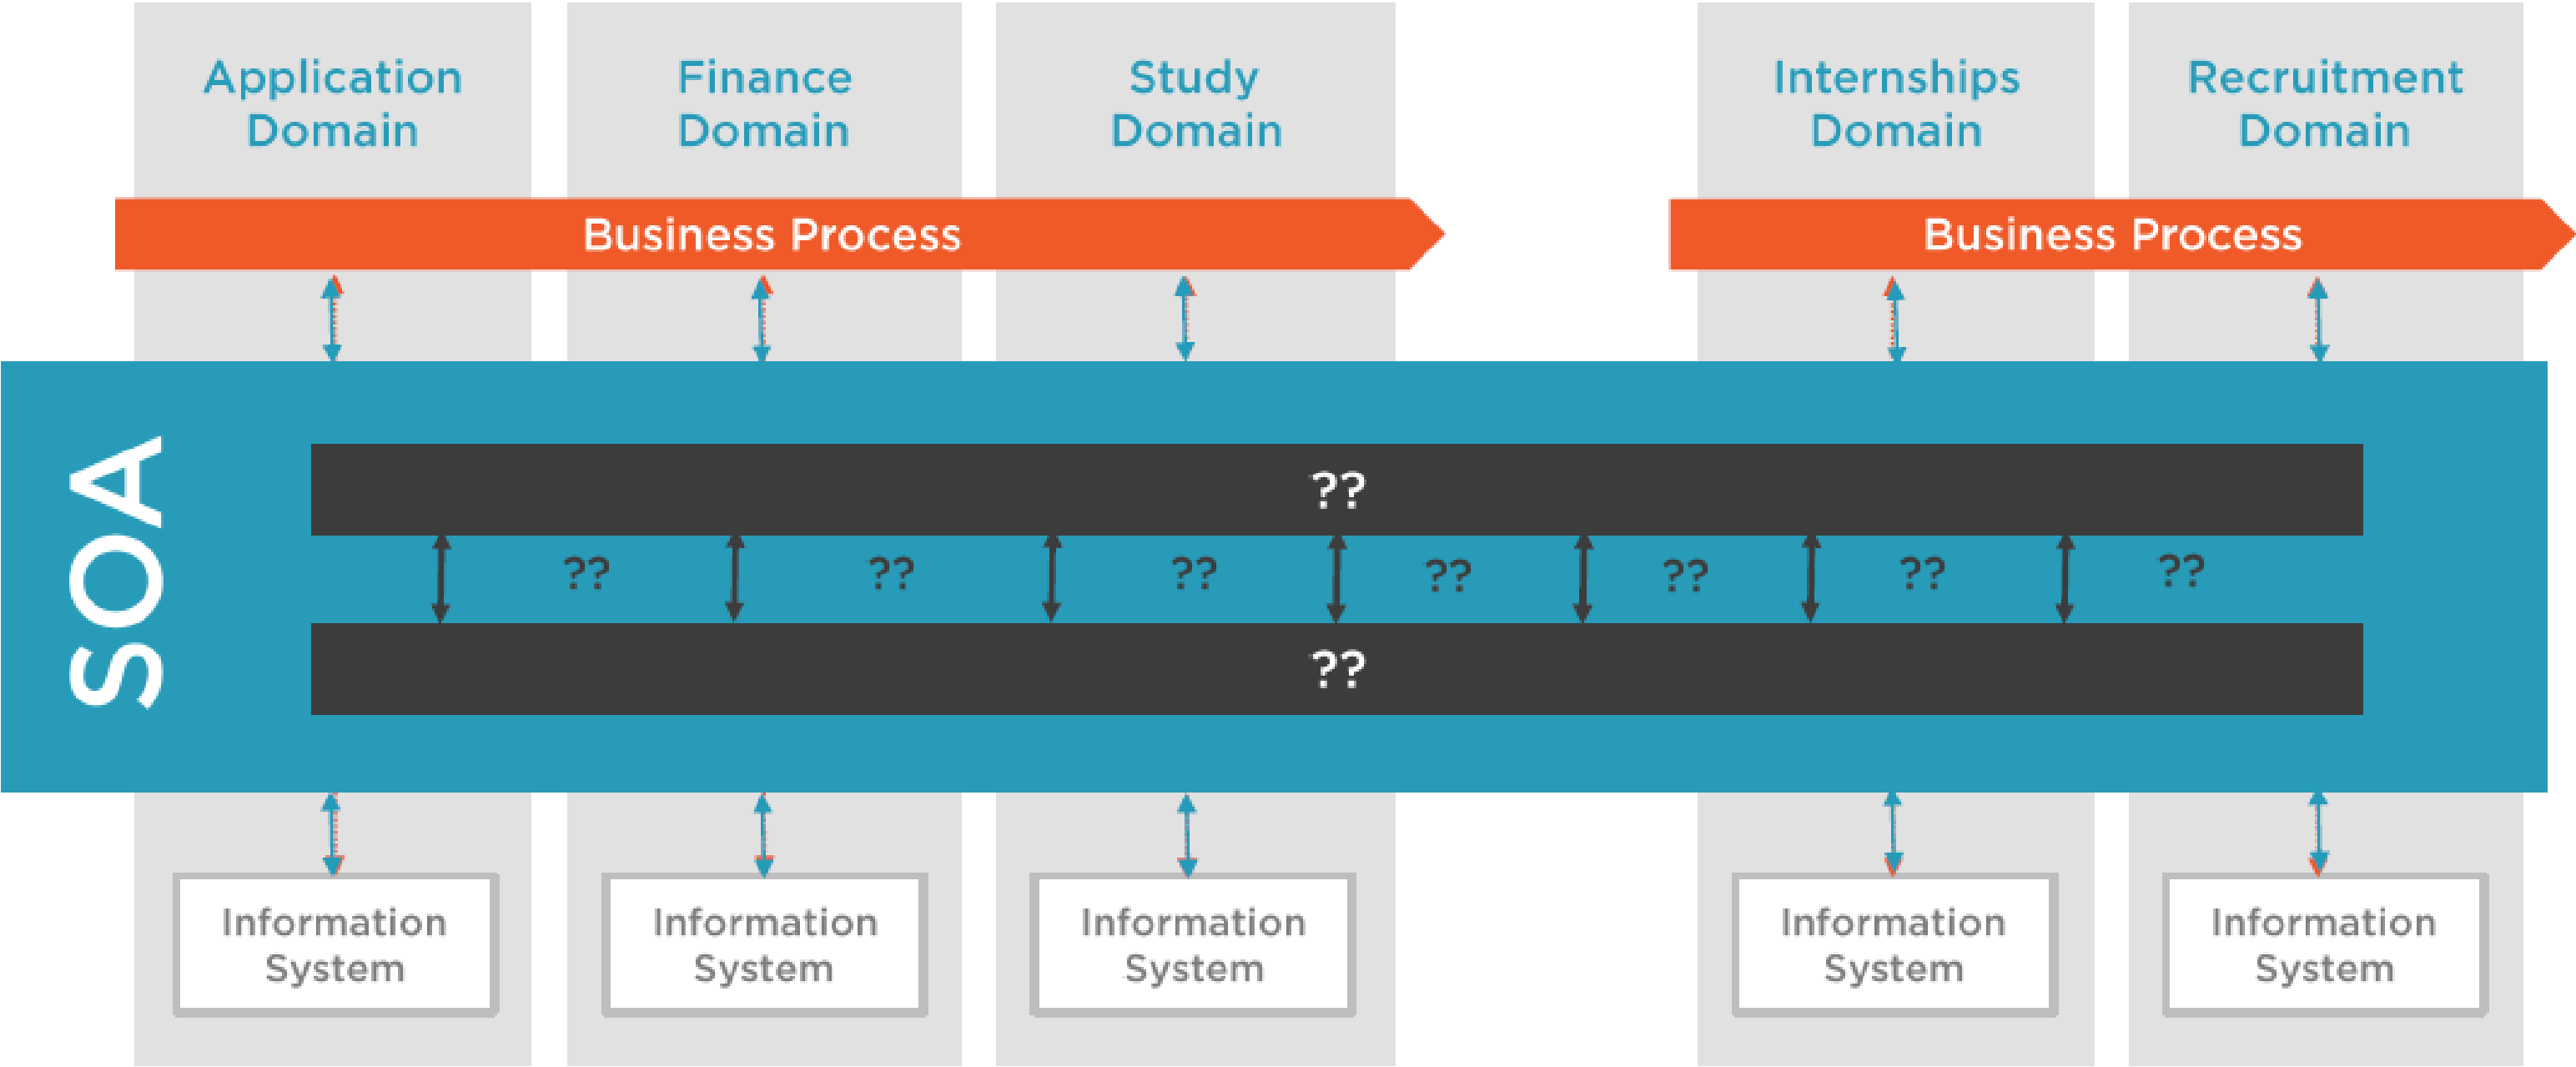 Application
Domain
Finance
Domain
Study
Domain
Internships
Domain
Recruitment
Domain
Business Process
Business Process
SOA
??
?? ?? ?? ?? ?? ?? ??
??
Information
System
Information
System
Information
System
Information
System
Information
System